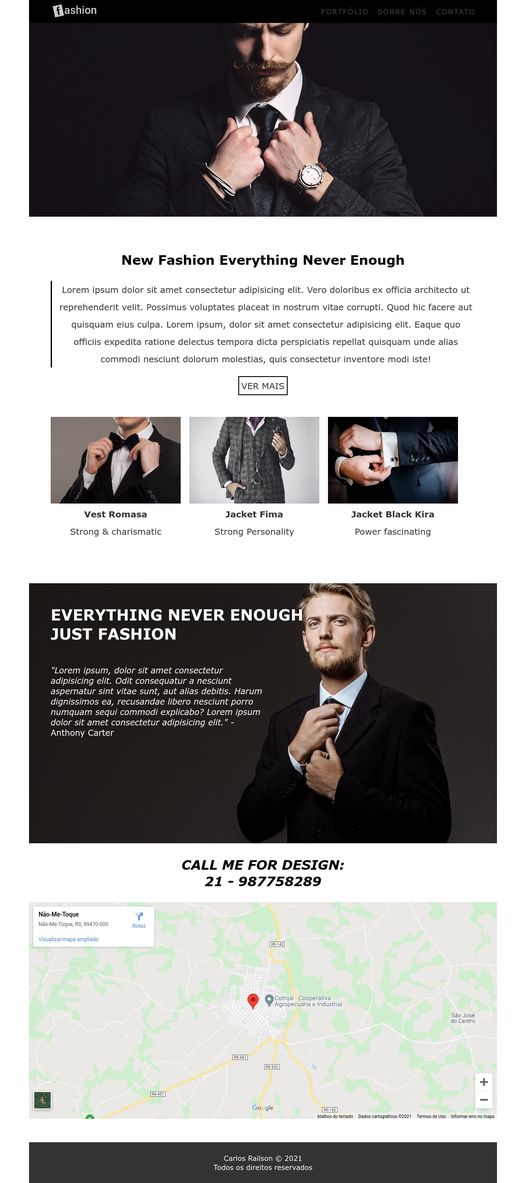 fashion
PORTFÓLIO SOBRE NÓS CONTATO
New Fashion Everything Never Enough
Lorem ipsum dolor sit amet consectetur adipisicing elit. Vero doloribus ex officia architecto ut
reprehenderit velit. Possimus voluptates placeat in nostrum vitae corrupti. Quod hic facere aut
quisquam eius culpa. Lorem ipsum, dolor sit amet consectetur adipisicing elit. Eaque quo
officiis expedita ratione delectus tempora dicta perspiciatis repellat quisquam unde alias
commodi nesciunt dolorum molestias, quis consectetur inventore modi iste!
VER MAIS
Vest Romasa
Strong & charismatic
Jacket Fima
Strong Personality
Jacket Black Kira
Power fascinating
EVERYTHING NEVER ENOUGH
JUST FASHION
"Lorem ipsum, dolor sit amet consectetur
adipisicing elit. Odit consequatur a nesciunt
aspernatur sint vitae sunt, aut alias debitis. Harum
dignissimos ea, recusandae libero nesciunt porro
numquam sequi commodi explicabo? Lorem ipsum
dolor sit amet consectetur adipisicing elit." -
Anthony Carter
CALL ME FOR DESIGN:
21 - 987758289
Não-Me-Toque
Não-Me-Toque, RS, 99470-000
Rotas
Visualizar mapa ampliado
RS-142
Cotrijal - Cooperativa
Agropecuária e Industrial
São José
do Centro
RS-451
RS-332
RS-451
RS-142
Google
Atalhos do teclado
Dados cartográficos ©2021
Termos de Uso
Informar erro no mapa
Carlos Railson © 2021
Todos os direitos reservados